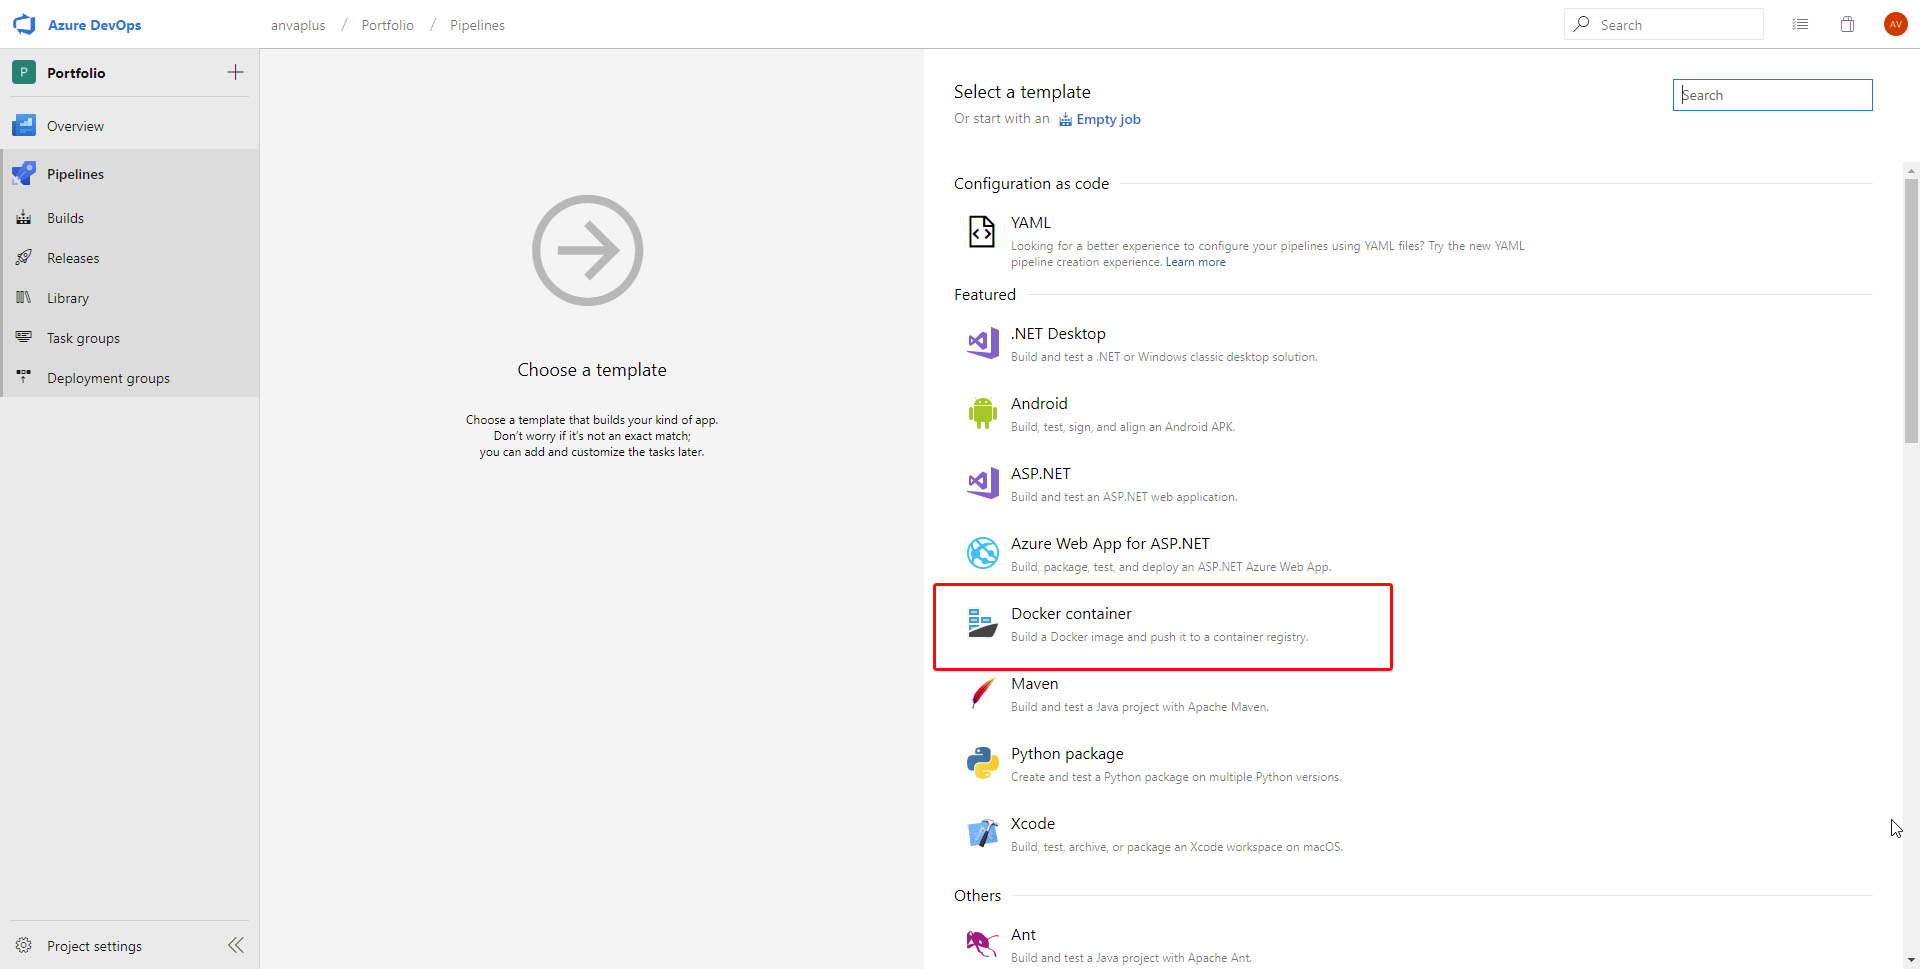 Azure DevOps
anvaplus / Portfolio / Pipelines
Search
AV
P
Portfolio
Overview
Pipelines
Builds
Releases
Library
Task groups
Deployment groups
Project settings
Choose a template
Choose a template that builds your kind of app.
Don't worry if it's not an exact match;
you can add and customize the tasks later.
Select a template
Or start with an Empty job
Search
Configuration as code
YAML
Looking for a better experience to configure your pipelines using YAML files? Try the new YAML
pipeline creation experience. Learn more
Featured
.NET Desktop
Build and test a .NET or Windows classic desktop solution.
Android
Build, test, sign, and align an Android APK.
ASP.NET
Build and test an ASP.NET web application.
Azure Web App for ASP.NET
Build, package, test, and deploy an ASP.NET Azure Web App.
Docker container
Build a Docker image and push it to a container registry.
Maven
Build and test a Java project with Apache Maven.
Python package
Create and test a Python package on multiple Python versions.
Xcode
Build, test, archive, or package an Xcode workspace on macOS.
Others
Ant
Build and test a Java project with Apache Ant.